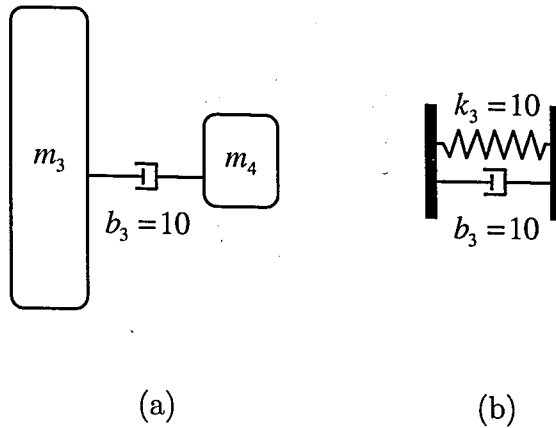 k₃ = 10
m₃
m₄
b₃ = 10
b₃ = 10
(a)
(b)